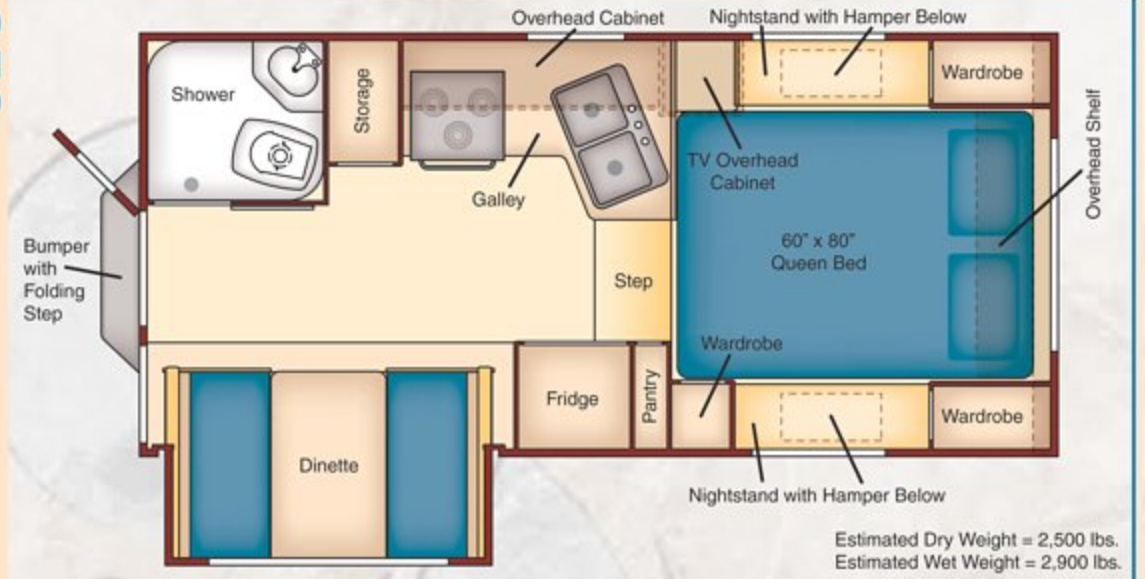 Overhead Cabinet
Nightstand with Hamper Below
Shower
Storage
Wardrobe
Overhead Shelf
TV Overhead
Cabinet
Galley
60” x 80”
Queen Bed
Bumper
with
Folding
Step
Step
Wardrobe
Fridge
Pantry
Wardrobe
Dinette
Nightstand with Hamper Below
Estimated Dry Weight = 2,500 lbs.
Estimated Wet Weight = 2,900 lbs.